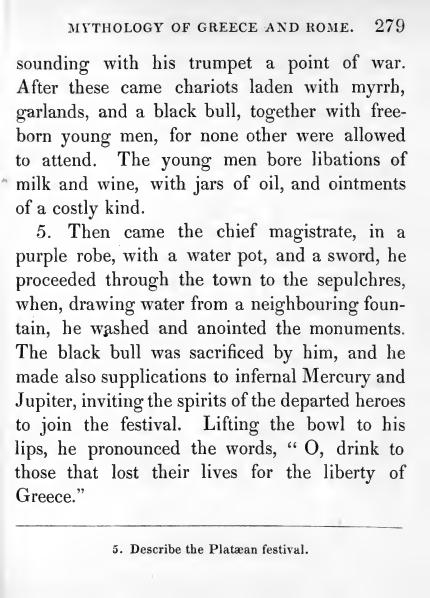 MYTHOLOGY OF GREECE AND ROME. 279
sounding with his trumpet a point of war.
After these came chariots laden with myrrh,
garlands, and a black bull, together with free-
born young men, for none other were allowed
to attend. The young men bore libations of
milk and wine, with jars of oil, and ointments
of a costly kind.
5. Then came the chief magistrate, in a
purple robe, with a water pot, and a sword, he
proceeded through the town to the sepulchres,
when, drawing water from a neighbouring foun-
tain, he washed and anointed the monuments.
The black bull was sacrificed by him, and he
made also supplications to infernal Mercury and
Jupiter, inviting the spirits of the departed heroes
to join the festival. Lifting the bowl to his
lips, he pronounced the words, “ O, drink to
those that lost their lives for the liberty of
Greece.”
5. Describe the Platæan festival.